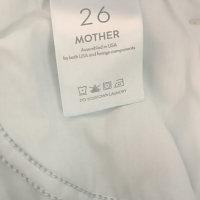 26
MOTHER
Assembled in USA
by both USA and foreign components